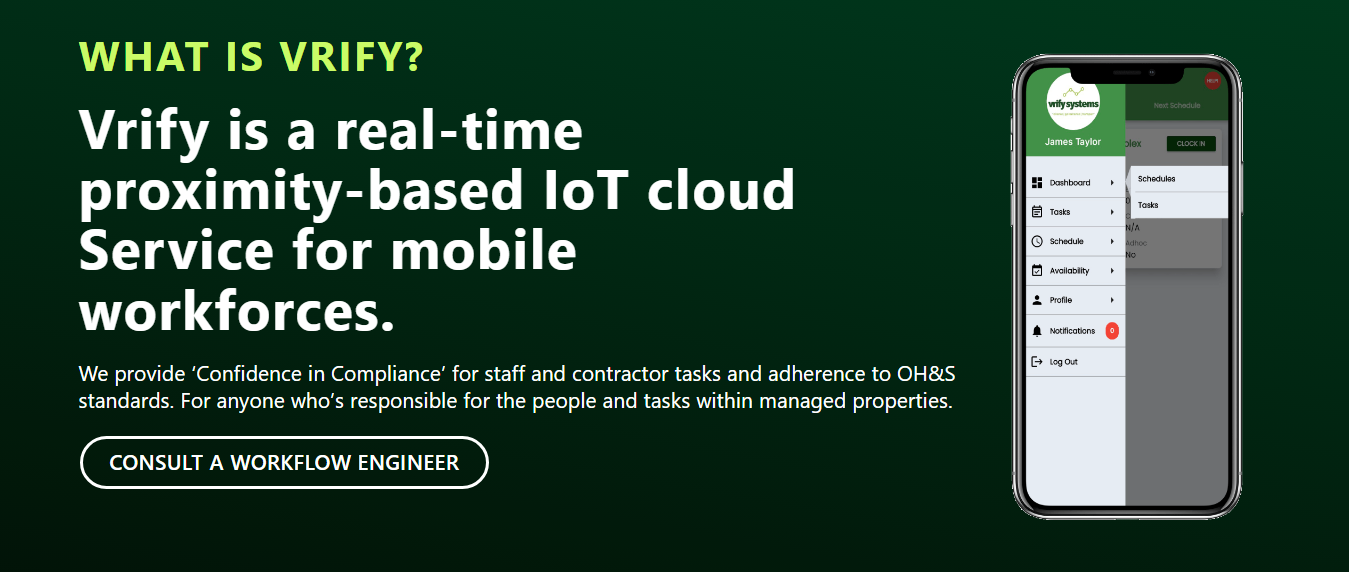 WHAT IS VRIFY?
Vrify is a real-time
proximity-based IoT cloud
Service for mobile
workforces.
We provide ‘Confidence in Compliance’ for staff and contractor tasks and adherence to OH&S
standards. For anyone who’s responsible for the people and tasks within managed properties.
CONSULT A WORKFLOW ENGINEER
vrify systems
James Taylor
Dashboard
Tasks
Schedule
Availability
Profile
Notifications 0
Log Out
HELP!
Next Schedule
CLOCK IN
Schedules
Tasks
N/A
Adhoc
No